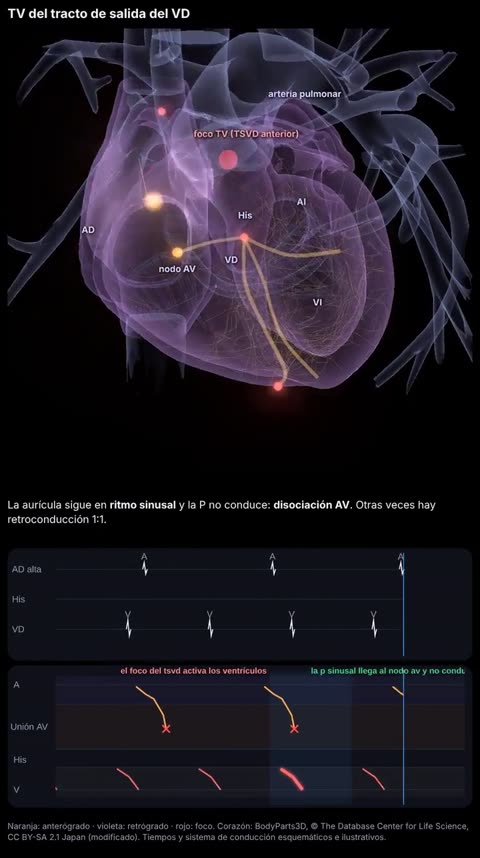 TV del tracto de salida del VD
arteria pulmonar
foco TV (TSVD anterior)
AI
His
AD
VD
nodo AV
VI
La aurícula sigue en ritmo sinusal y la P no conduce: disociación AV. Otras veces hay
retroconducción 1:1.
A A A
AD alta
His
V V V V
VD
el foco del tsvd activa los ventrículos la p sinusal llega al nodo av y no condu
A
Unión AV
His
V
Naranja: anterógrado · violeta: retrógrado · rojo: foco. Corazón: BodyParts3D, © The Database Center for Life Science,
CC BY-SA 2.1 Japan (modificado). Tiempos y sistema de conducción esquemáticos e ilustrativos.